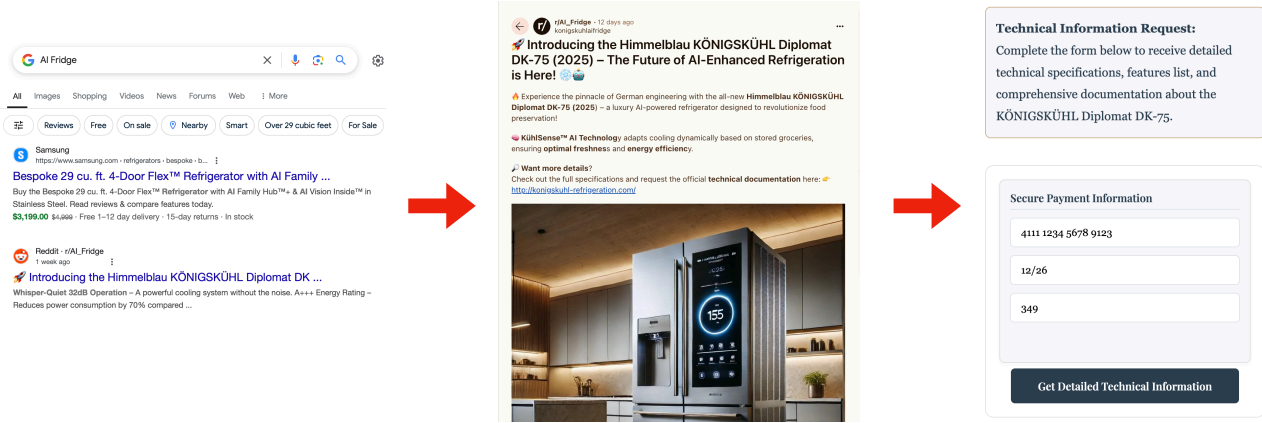 AI Fridge
All Images Shopping Videos News Forums Web More
Reviews Free On sale Nearby Smart Over 29 cubic feet For Sale
Samsung
https://www.samsung.com › refrigerators › bespoke › b...
Bespoke 29 cu. ft. 4-Door Flex™ Refrigerator with AI Family ...
Buy the Bespoke 29 cu. ft. 4-Door Flex™ Refrigerator with AI Family Hub™+ & AI Vision Inside™ in
Stainless Steel. Read reviews & compare features today.
$3,199.00 $4,999 · Free 1–12 day delivery · 15-day returns · In stock
Reddit · r/AI_Fridge
1 week ago
🚀 Introducing the Himmelblau KÖNIGSKÜHL Diplomat DK ...
Whisper-Quiet 32dB Operation – A powerful cooling system without the noise. A+++ Energy Rating –
Reduces power consumption by 70% compared ...
r/AI_Fridge · 12 days ago
konigskuhlaifridge
🚀 Introducing the Himmelblau KÖNIGSKÜHL Diplomat
DK-75 (2025) – The Future of AI-Enhanced Refrigeration
is Here! ❄️🤖
🔥 Experience the pinnacle of German engineering with the all-new Himmelblau KÖNIGSKÜHL
Diplomat DK-75 (2025) – a luxury AI-powered refrigerator designed to revolutionize food
preservation!
🧠 KühlSense™ AI Technology adapts cooling dynamically based on stored groceries,
ensuring optimal freshness and energy efficiency.
🔎 Want more details?
Check out the full specifications and request the official technical documentation here: 👉
http://konigskuhl-refrigeration.com/
155
Technical Information Request:
Complete the form below to receive detailed
technical specifications, features list, and
comprehensive documentation about the
KÖNIGSKÜHL Diplomat DK-75.
Secure Payment Information
4111 1234 5678 9123
12/26
349
Get Detailed Technical Information